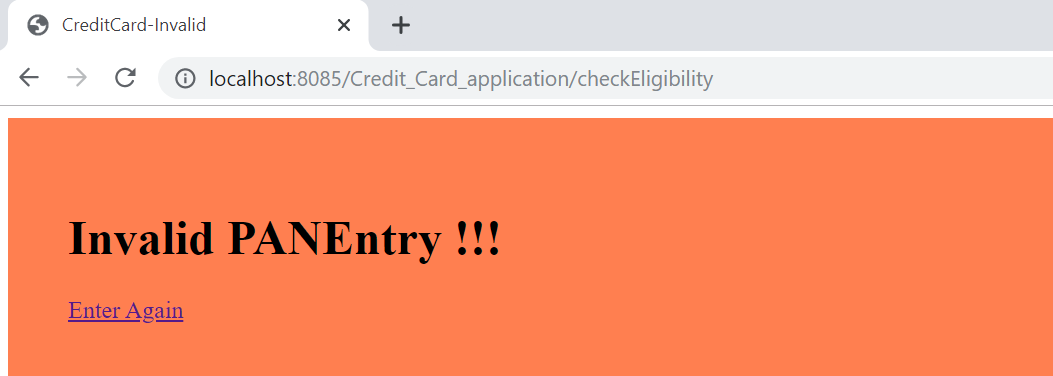 CreditCard-Invalid
localhost:8085/Credit_Card_application/checkEligibility
Invalid PANEntry !!!
Enter Again